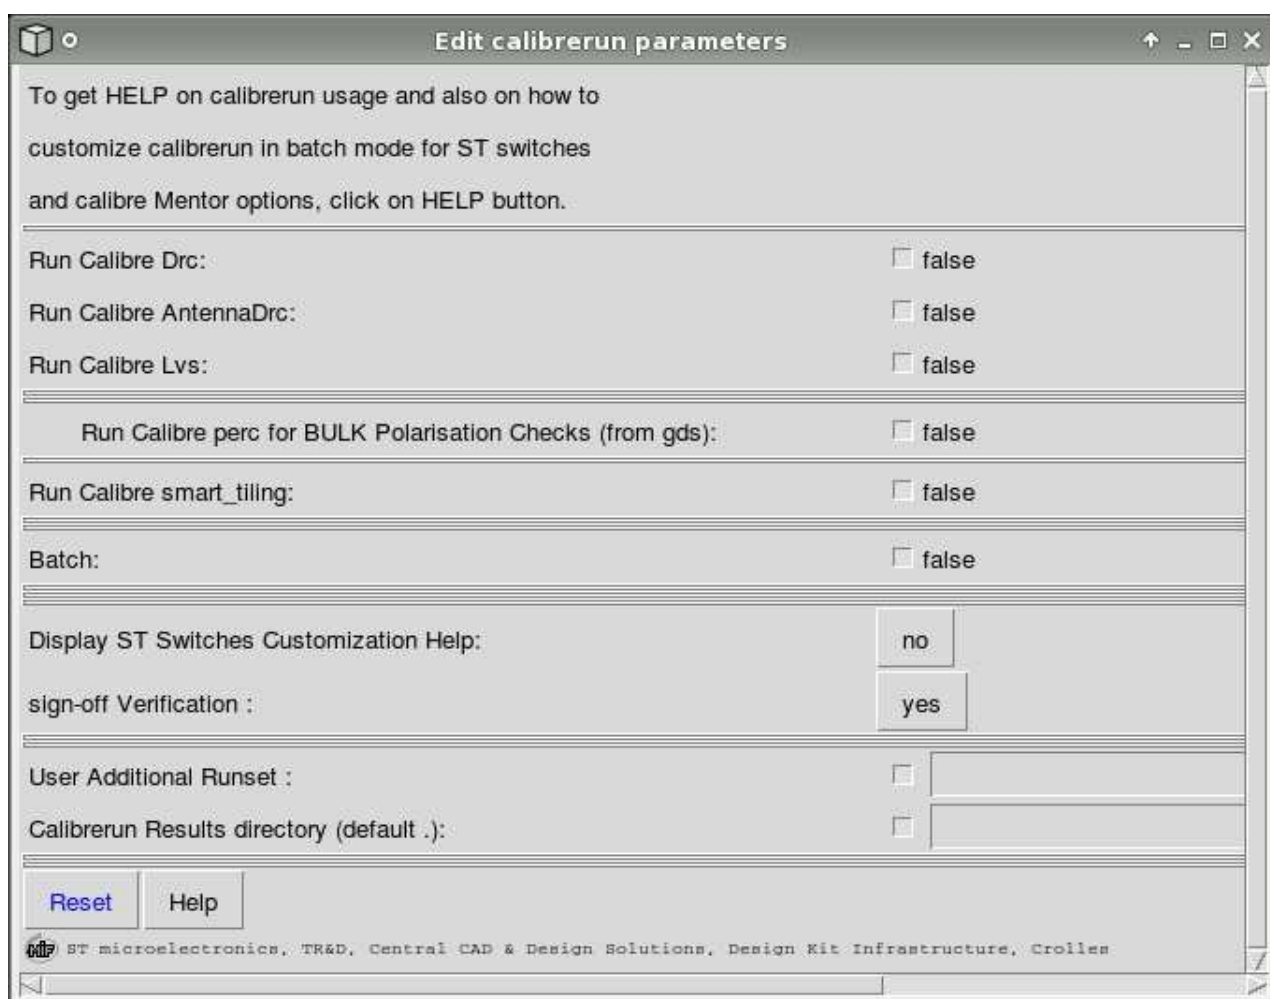 Edit calibrerun parameters
To get HELP on calibrerun usage and also on how to
customize calibrerun in batch mode for ST switches
and calibre Mentor options, click on HELP button.
Run Calibre Drc: false
Run Calibre AntennaDrc: false
Run Calibre Lvs: false
Run Calibre perc for BULK Polarisation Checks (from gds): false
Run Calibre smart_tiling: false
Batch: false
Display ST Switches Customization Help: no
sign-off Verification : yes
User Additional Runset :
Calibrerun Results directory (default .):
Reset Help
ST microelectronics, TR&D, Central CAD & Design Solutions, Design Kit Infrastructure, Crolles